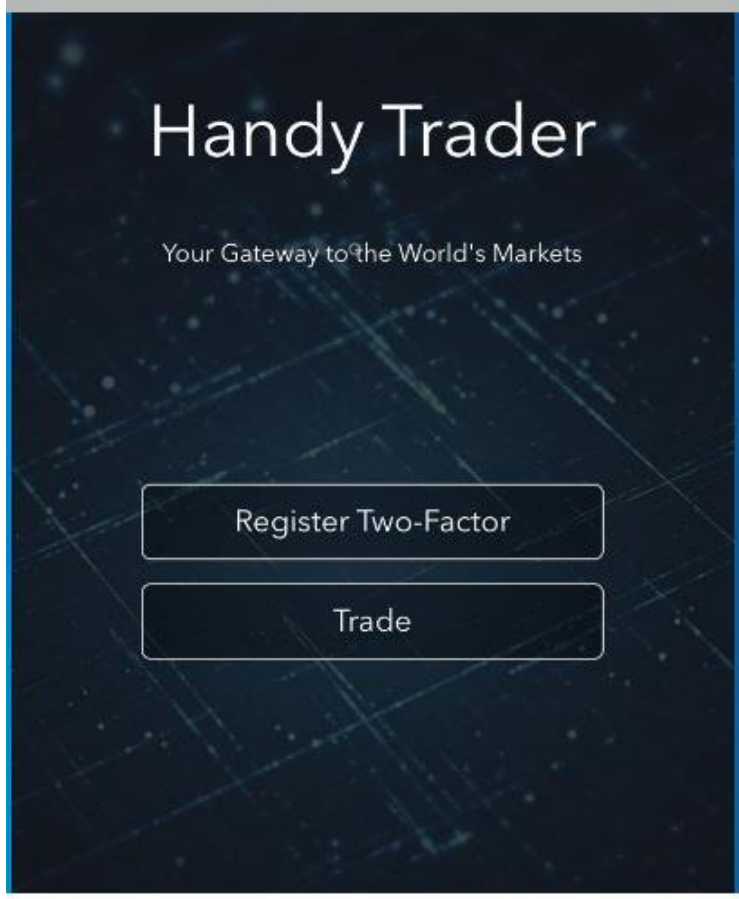 Handy Trader
Your Gateway to the World's Markets
Register Two-Factor
Trade